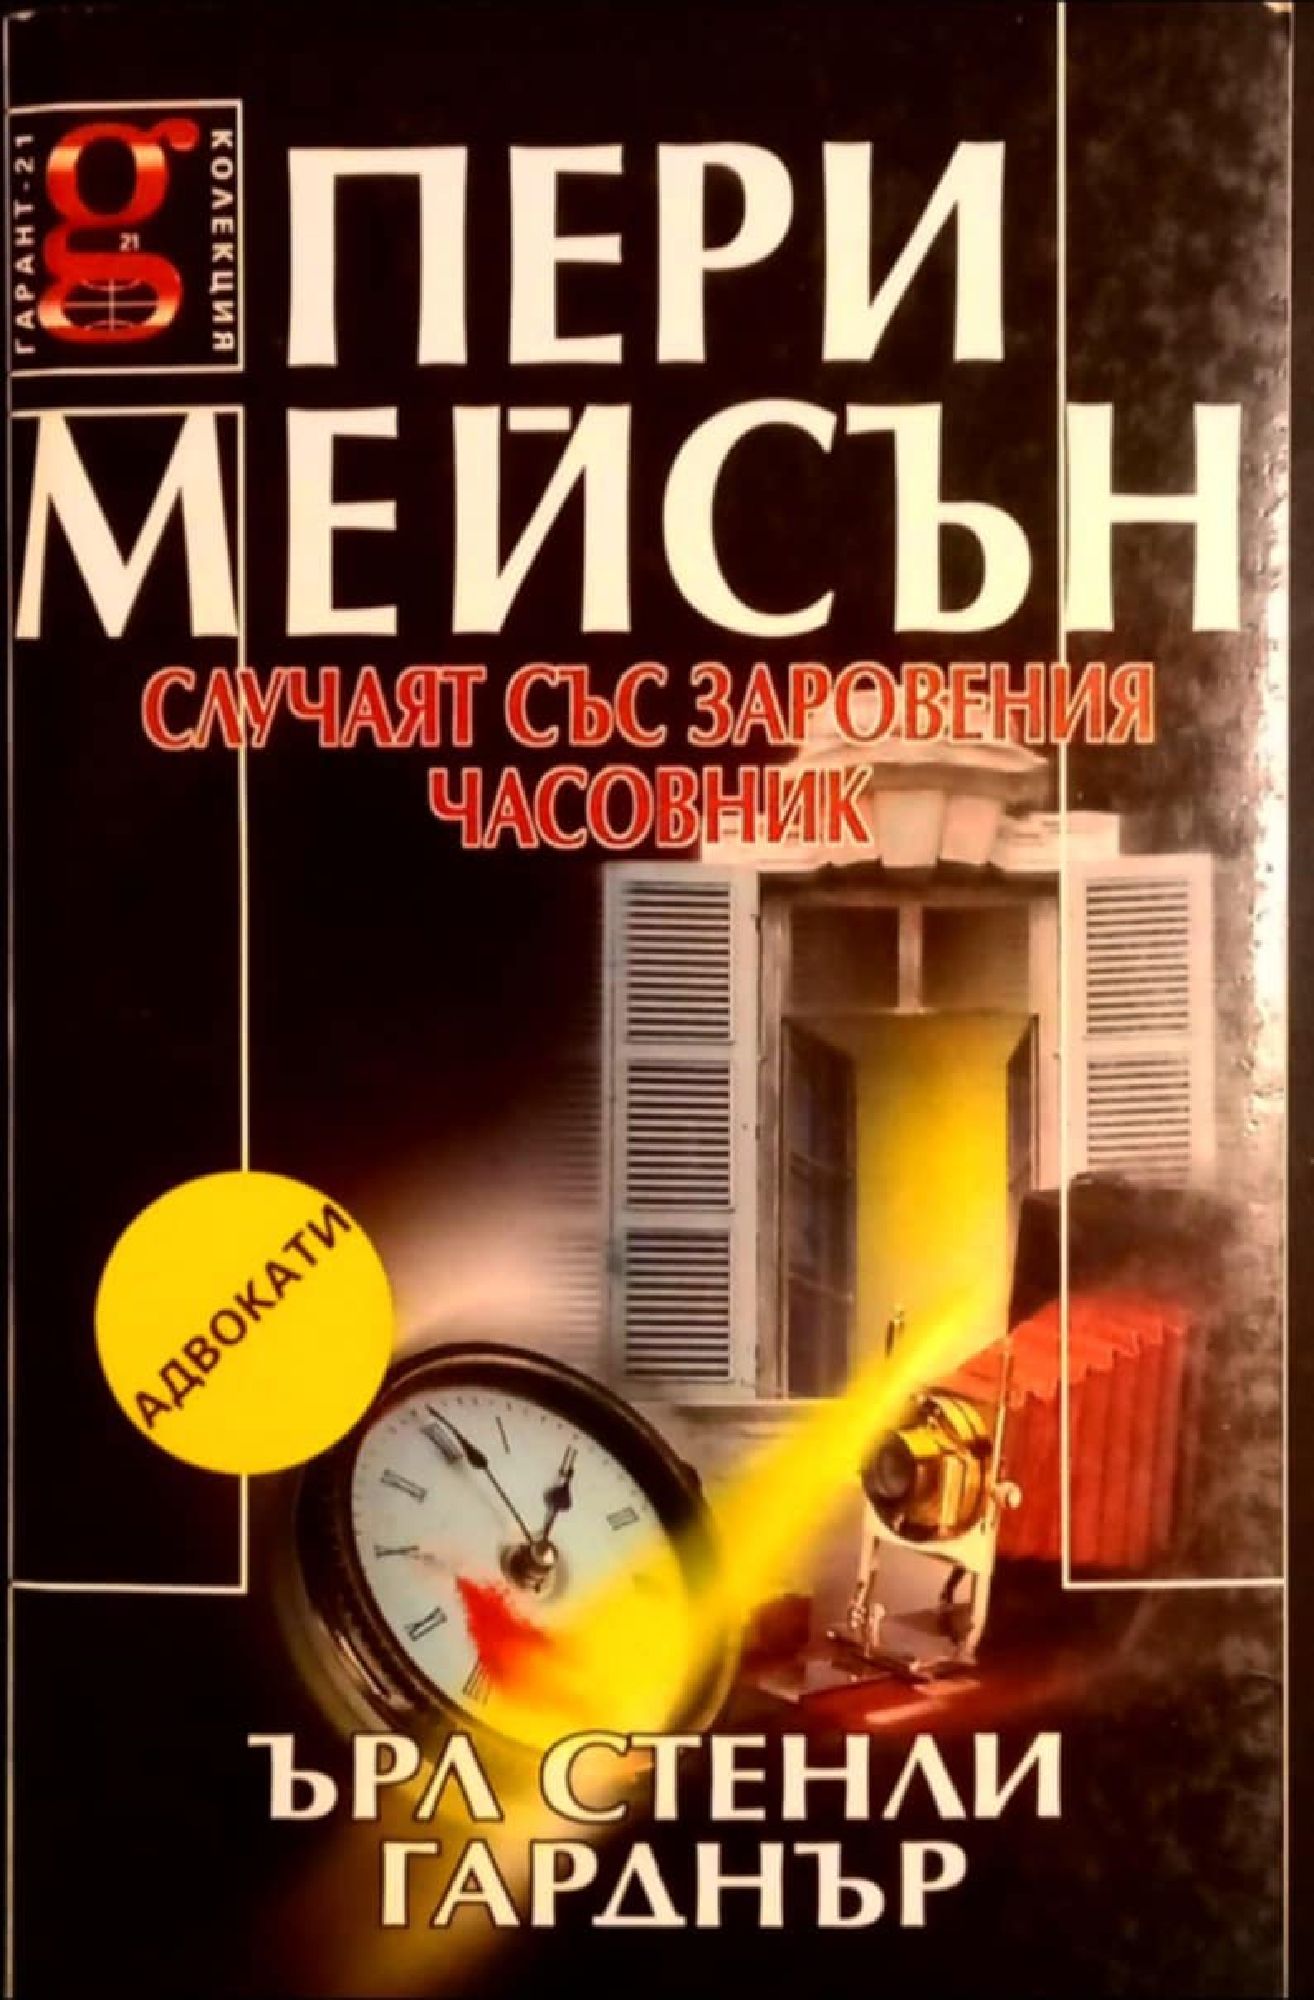 ГАРАНТ-21
21
КОЛЕКЦИЯ
ПЕРИ
МЕЙСЪН
СЛУЧАЯТ СЪС ЗАРОВЕНИЯ
ЧАСОВНИК
АДВОКАТИ
ЪРЛ СТЕНЛИ
ГАРДНЪР